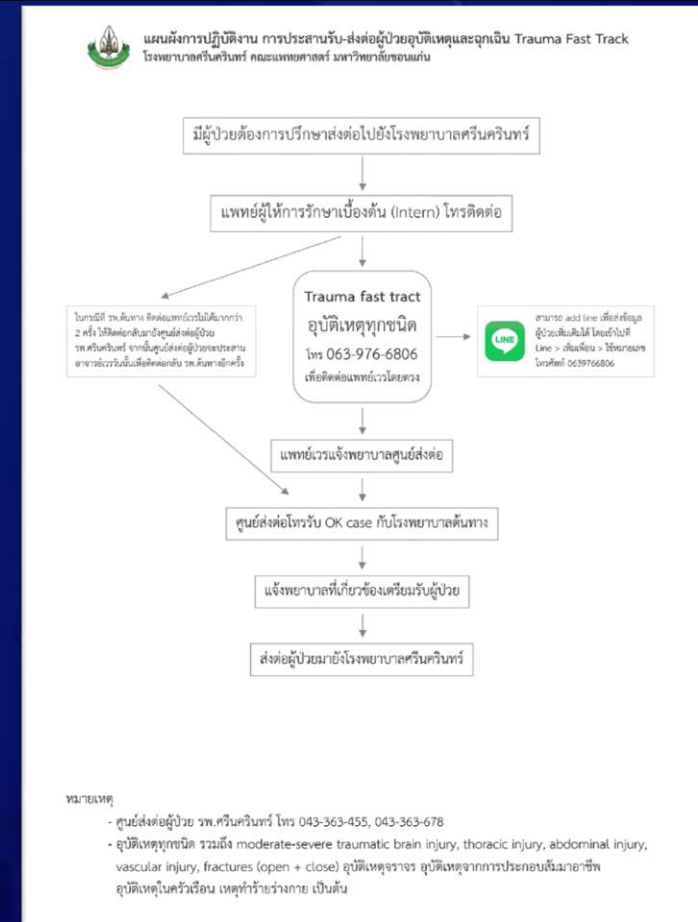 แผนผังการปฏิบัติงาน การประสานรับ-ส่งต่อผู้ป่วยอุบัติเหตุและฉุกเฉิน Trauma Fast Track
โรงพยาบาลศรีนครินทร์ คณะแพทยศาสตร์ มหาวิทยาลัยขอนแก่น
มีผู้ป่วยต้องการปรึกษาส่งต่อไปยังโรงพยาบาลศรีนครินทร์
แพทย์ผู้ให้การรักษาเบื้องต้น (Intern) โทรติดต่อ
ในกรณีที่ รพ.ต้นทาง ติดต่อแพทย์เวรไม่ได้มากกว่า
2 ครั้ง ให้ติดต่อกลับมายังศูนย์ส่งต่อผู้ป่วย
รพ.ศรีนครินทร์ จากนั้นศูนย์ส่งต่อผู้ป่วยจะประสาน
อาจารย์เวรวันนั้นเพื่อติดต่อกลับ รพ.ต้นทางอีกครั้ง
Trauma fast tract
อุบัติเหตุทุกชนิด
โทร 063-976-6806
เพื่อติดต่อแพทย์เวรโดยตรง
LINE
สามารถ add line เพื่อส่งข้อมูล
ผู้ป่วยเพิ่มเติมได้ โดยเข้าไปที่
Line > เพิ่มเพื่อน > ใช้หมายเลข
โทรศัพท์ 0639766806
แพทย์เวรแจ้งพยาบาลศูนย์ส่งต่อ
ศูนย์ส่งต่อโทรรับ OK case กับโรงพยาบาลต้นทาง
แจ้งพยาบาลที่เกี่ยวข้องเตรียมรับผู้ป่วย
ส่งต่อผู้ป่วยมายังโรงพยาบาลศรีนครินทร์
หมายเหตุ
- ศูนย์ส่งต่อผู้ป่วย รพ.ศรีนครินทร์ โทร 043-363-455, 043-363-678
- อุบัติเหตุทุกชนิด รวมถึง moderate-severe traumatic brain injury, thoracic injury, abdominal injury,
vascular injury, fractures (open + close) อุบัติเหตุจราจร อุบัติเหตุจากการประกอบสัมมาอาชีพ
อุบัติเหตุในครัวเรือน เหตุทำร้ายร่างกาย เป็นต้น